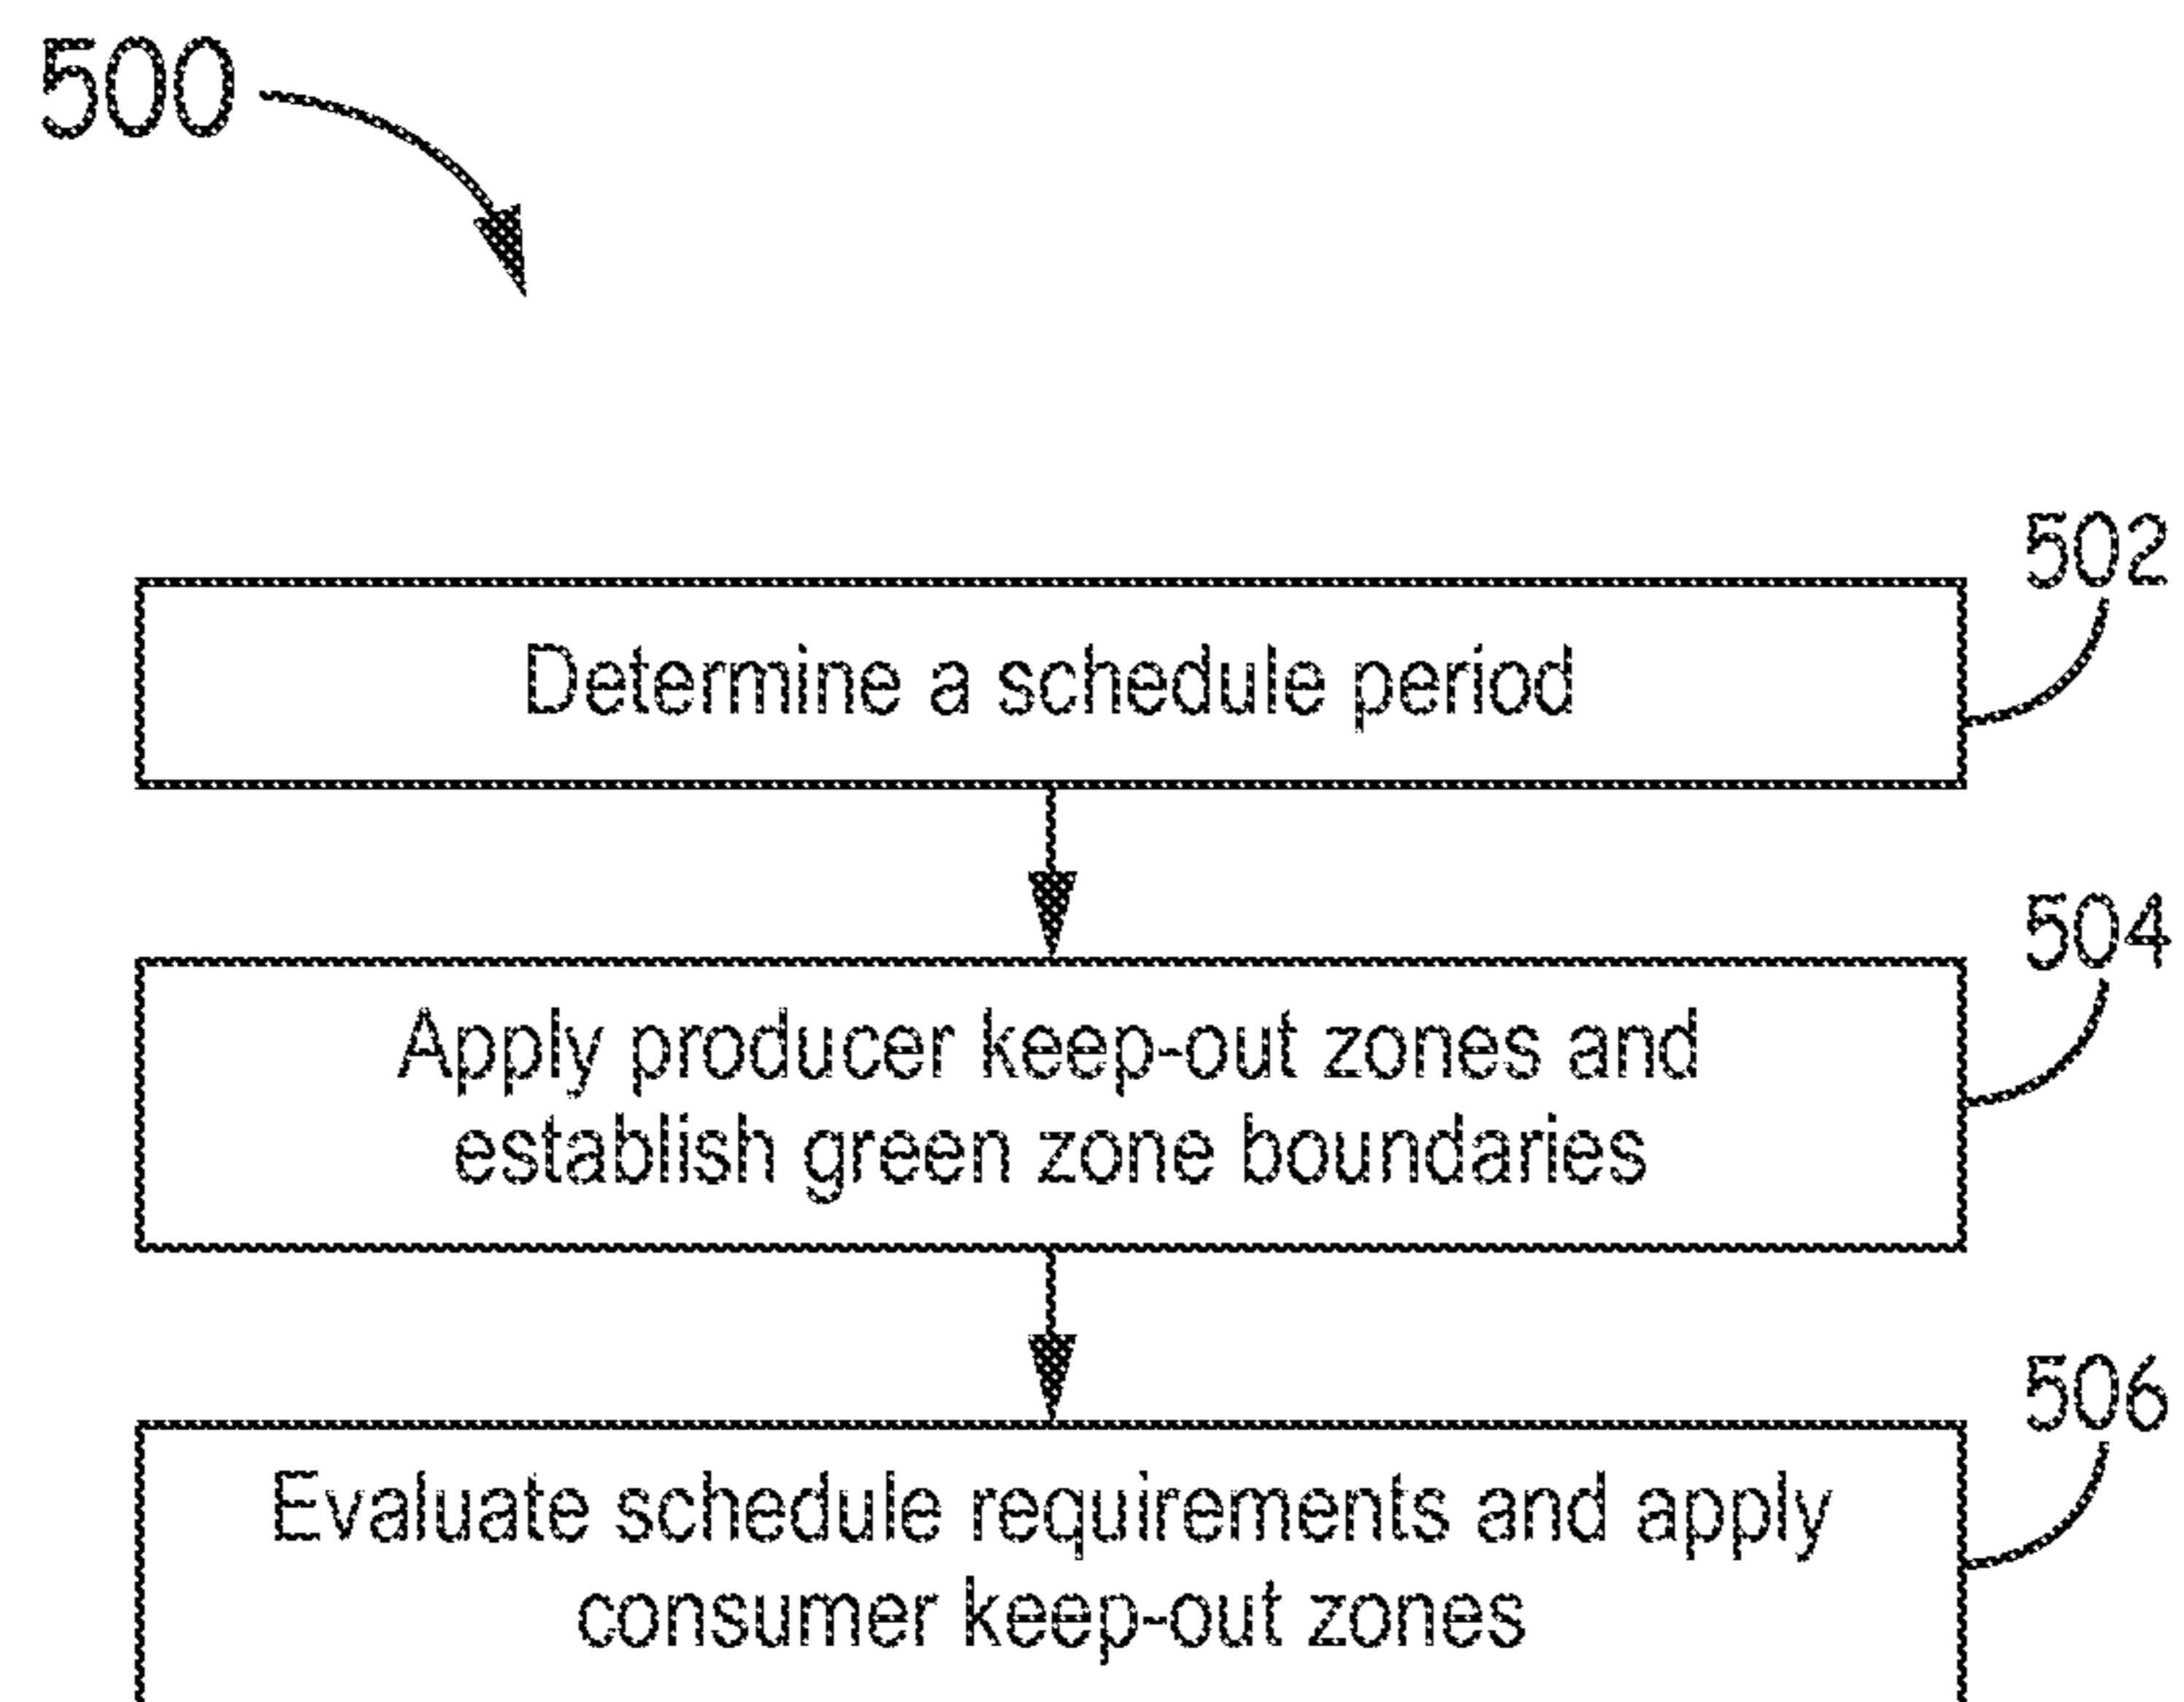 500
502
Determine a schedule period
504
Apply producer keep-out zones and
establish green zone boundaries
506
Evaluate schedule requirements and apply
consumer keep-out zones